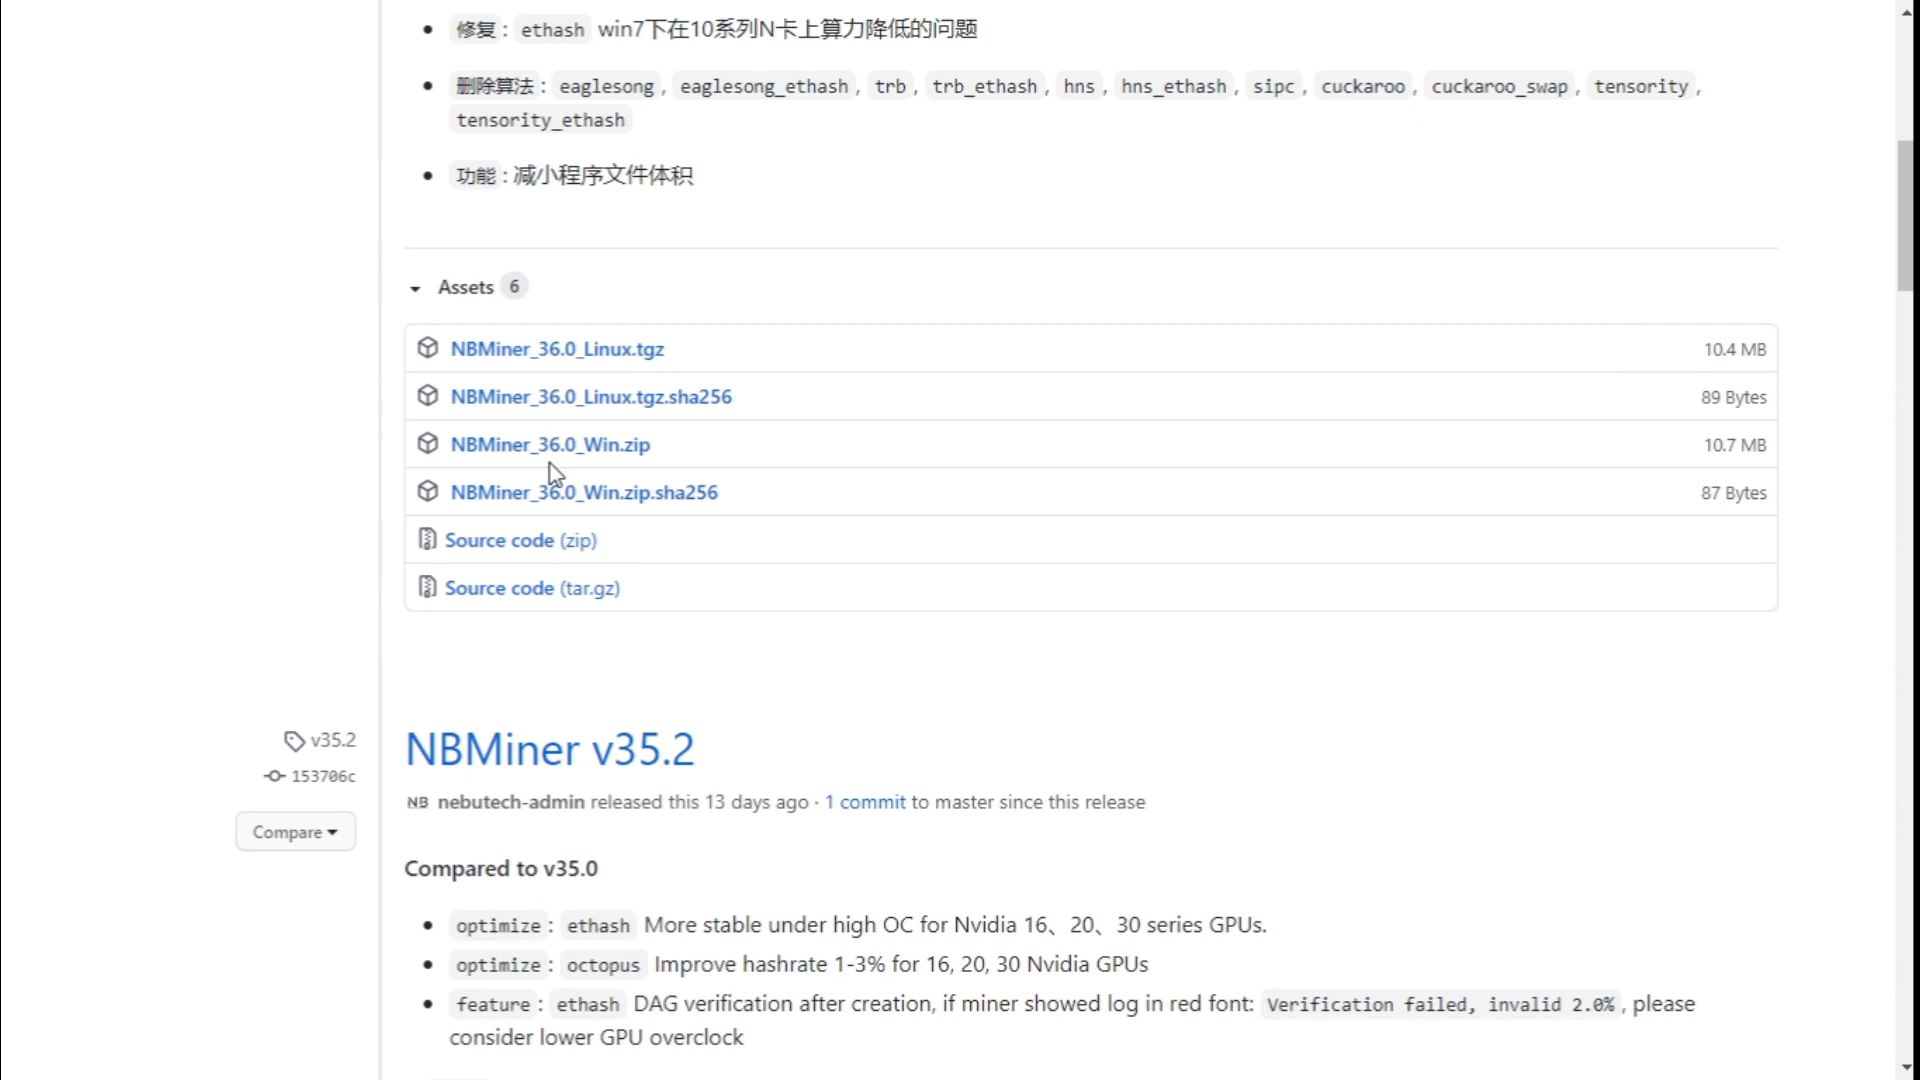 修复: ethash win7下在10系列N卡上算力降低的问题
删除算法: eaglesong, eaglesong_ethash, trb, trb_ethash, hns, hns_ethash, sipc, cuckaroo, cuckaroo_swap, tensority,
tensority_ethash
功能: 减小程序文件体积
Assets 6
NBMiner_36.0_Linux.tgz 10.4 MB
NBMiner_36.0_Linux.tgz.sha256 89 Bytes
NBMiner_36.0_Win.zip 10.7 MB
NBMiner_36.0_Win.zip.sha256 87 Bytes
Source code (zip)
Source code (tar.gz)
v35.2
153706c
Compare
NBMiner v35.2
NB nebutech-admin released this 13 days ago · 1 commit to master since this release
Compared to v35.0
optimize: ethash More stable under high OC for Nvidia 16、20、30 series GPUs.
optimize: octopus Improve hashrate 1-3% for 16, 20, 30 Nvidia GPUs
feature: ethash DAG verification after creation, if miner showed log in red font: Verification failed, invalid 2.0%, please
consider lower GPU overclock